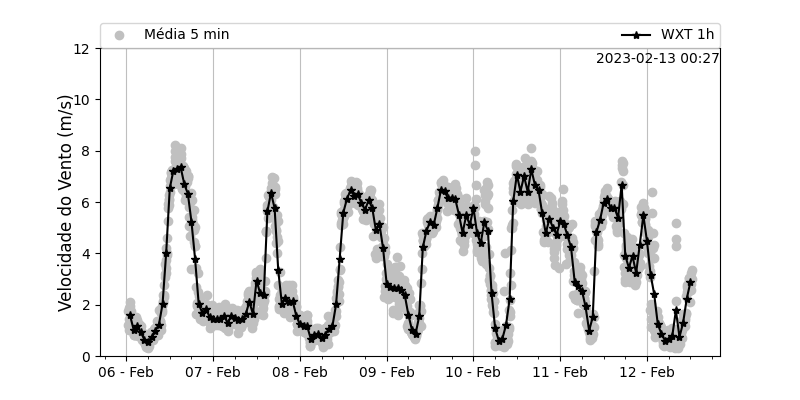 Média 5 min
WXT 1h
2023-02-13 00:27
Velocidade do Vento (m/s)
12
10
8
6
4
2
0
06 - Feb
07 - Feb
08 - Feb
09 - Feb
10 - Feb
11 - Feb
12 - Feb